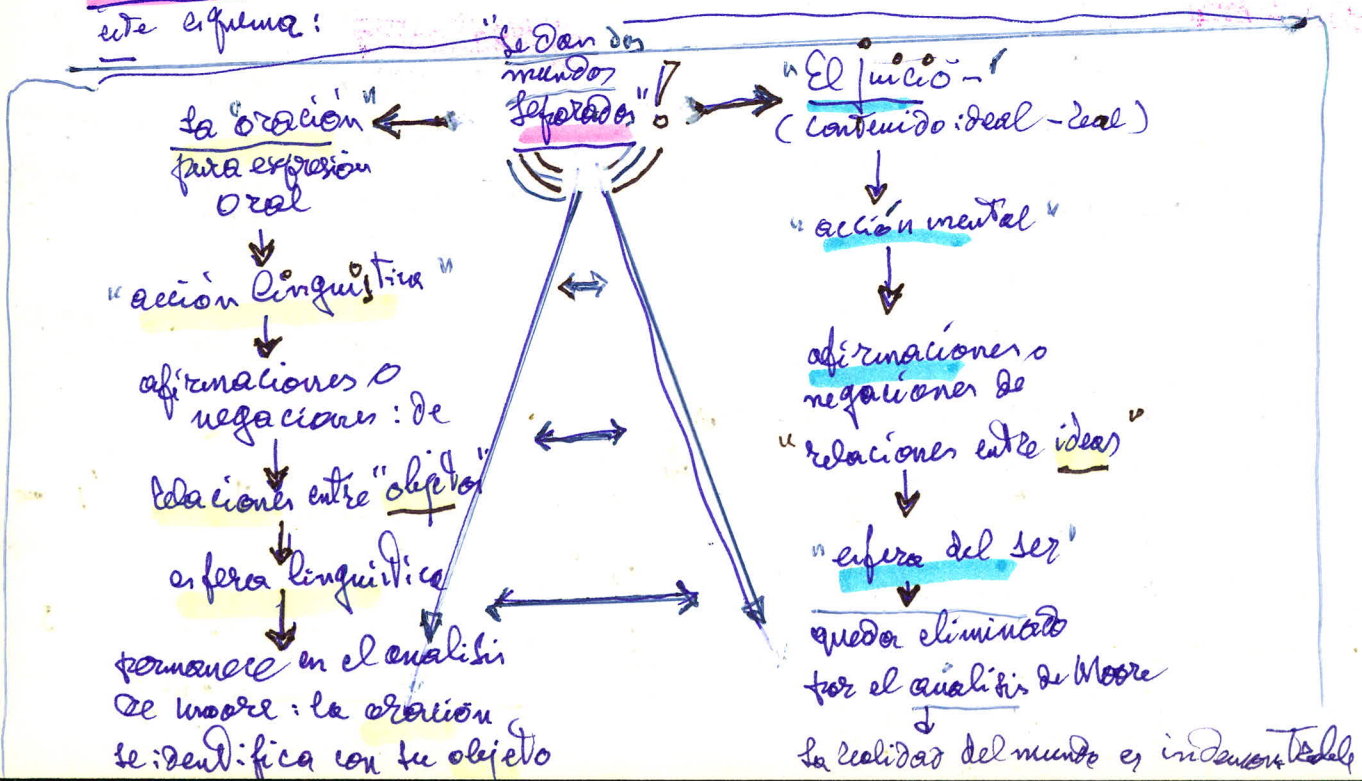 este esquema:
"se dan dos
mundos
separados"!
La "oración"
para expresión
oral
"acción lingüística"
afirmaciones o
negaciones: de
relaciones entre "objetos"
esfera lingüistica
permanece en el analisis
de moore: la oración
se identifica con su objeto
"El juicio-"
(contenido: ideal-real)
"acción mental"
afirmaciones o
negaciones de
"relaciones entre ideas"
"esfera del ser"
queda eliminado
por el análisis de Moore
la realidad del mundo es indemostrable